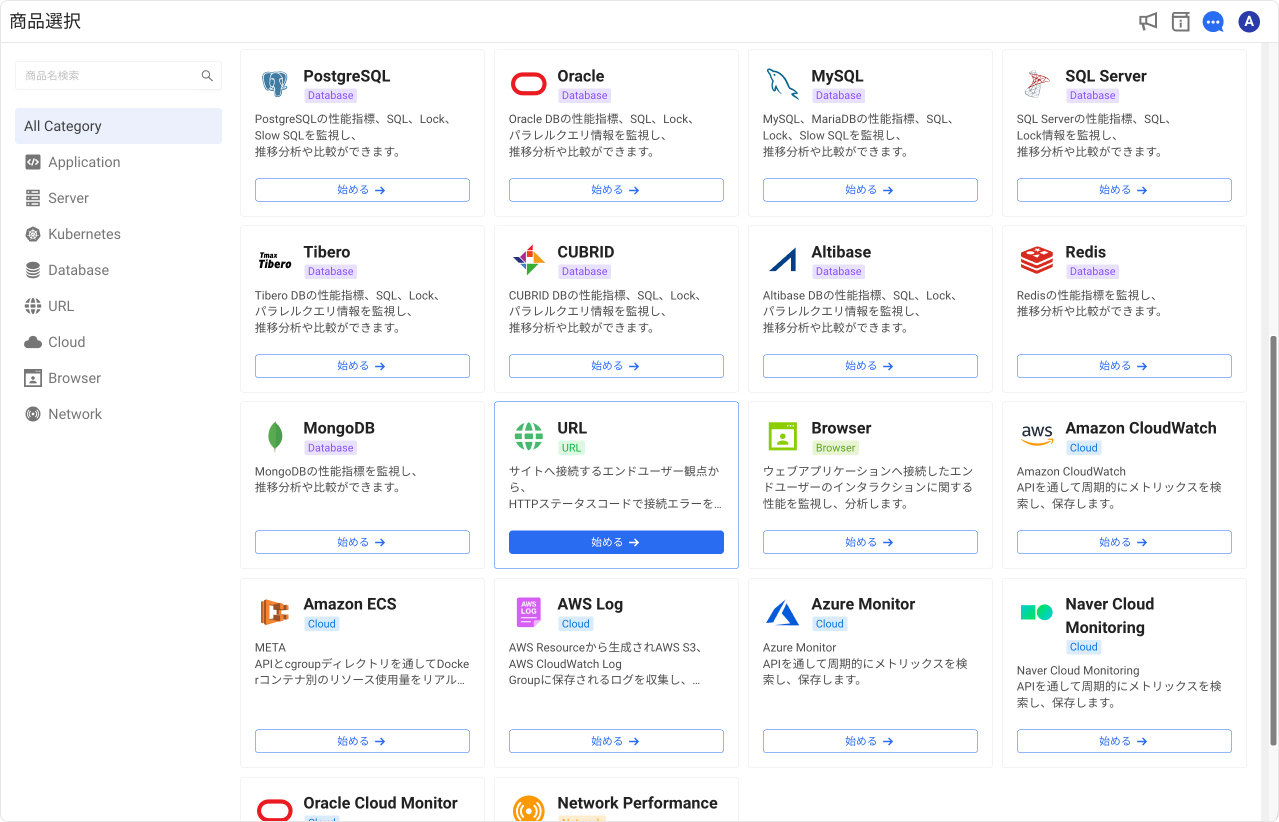 商品選択
A
商品名検索
All Category
Application
Server
Kubernetes
Database
URL
Cloud
Browser
Network
PostgreSQL
Database
PostgreSQLの性能指標、SQL、Lock、
Slow SQLを監視し、
推移分析や比較ができます。
始める →
Oracle
Database
Oracle DBの性能指標、SQL、Lock、
パラレルクエリ情報を監視し、
推移分析や比較ができます。
始める →
MySQL
Database
MySQL、MariaDBの性能指標、SQL、
Lock、Slow SQLを監視し、
推移分析や比較ができます。
始める →
SQL Server
Database
SQL Serverの性能指標、SQL、
Lock情報を監視し、
推移分析や比較ができます。
始める →
Tmax
Tibero
Tibero
Database
Tibero DBの性能指標、SQL、Lock、
パラレルクエリ情報を監視し、
推移分析や比較ができます。
始める →
CUBRID
Database
CUBRID DBの性能指標、SQL、Lock、
パラレルクエリ情報を監視し、
推移分析や比較ができます。
始める →
Altibase
Database
Altibase DBの性能指標、SQL、Lock、
パラレルクエリ情報を監視し、
推移分析や比較ができます。
始める →
Redis
Database
Redisの性能指標を監視し、
推移分析や比較ができます。
始める →
MongoDB
Database
MongoDBの性能指標を監視し、
推移分析や比較ができます。
始める →
URL
URL
サイトへ接続するエンドユーザー観点か
ら、
HTTPステータスコードで接続エラーを...
始める →
Browser
Browser
ウェブアプリケーションへ接続したエン
ドユーザーのインタラクションに関する
性能を監視し、分析します。
始める →
aws
Amazon CloudWatch
Cloud
Amazon CloudWatch
APIを通して周期的にメトリックスを検
索し、保存します。
始める →
Amazon ECS
Cloud
META
APIとcgroupディレクトリを通してDocke
rコンテナ別のリソース使用量をリアル...
始める →
AWS
LOG
AWS Log
Cloud
AWS Resourceから生成されAWS S3、
AWS CloudWatch Log
Groupに保存されるログを収集し、...
始める →
Azure Monitor
Cloud
Azure Monitor
APIを通して周期的にメトリックスを検
索し、保存します。
始める →
Naver Cloud
Monitoring
Cloud
Naver Cloud Monitoring
APIを通して周期的にメトリックスを検
索し、保存します。
始める →
Oracle Cloud Monitor
Cloud
Network Performance